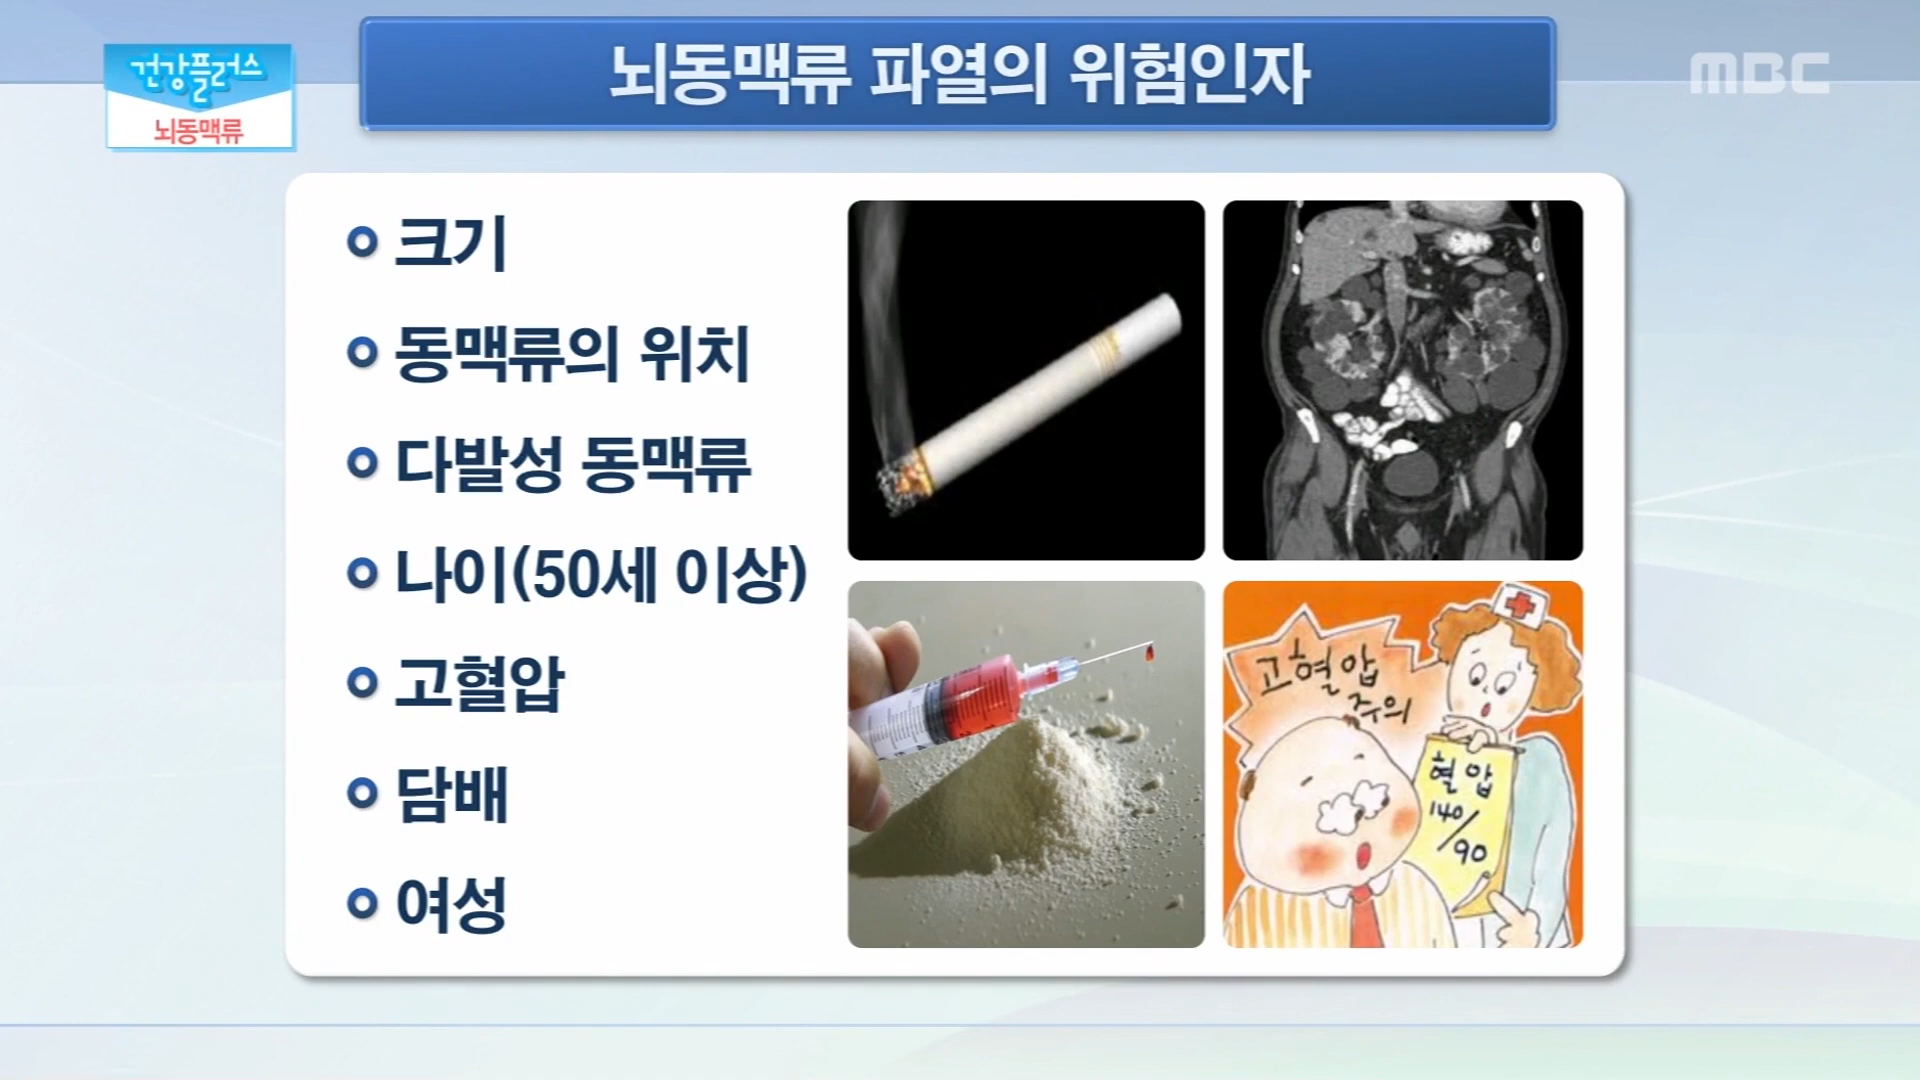 건강플러스
뇌동맥류
뇌동맥류 파열의 위험인자
MBC
크기
동맥류의 위치
다발성 동맥류
나이(50세 이상)
고혈압
담배
여성
고혈압
주의
혈압
140/90